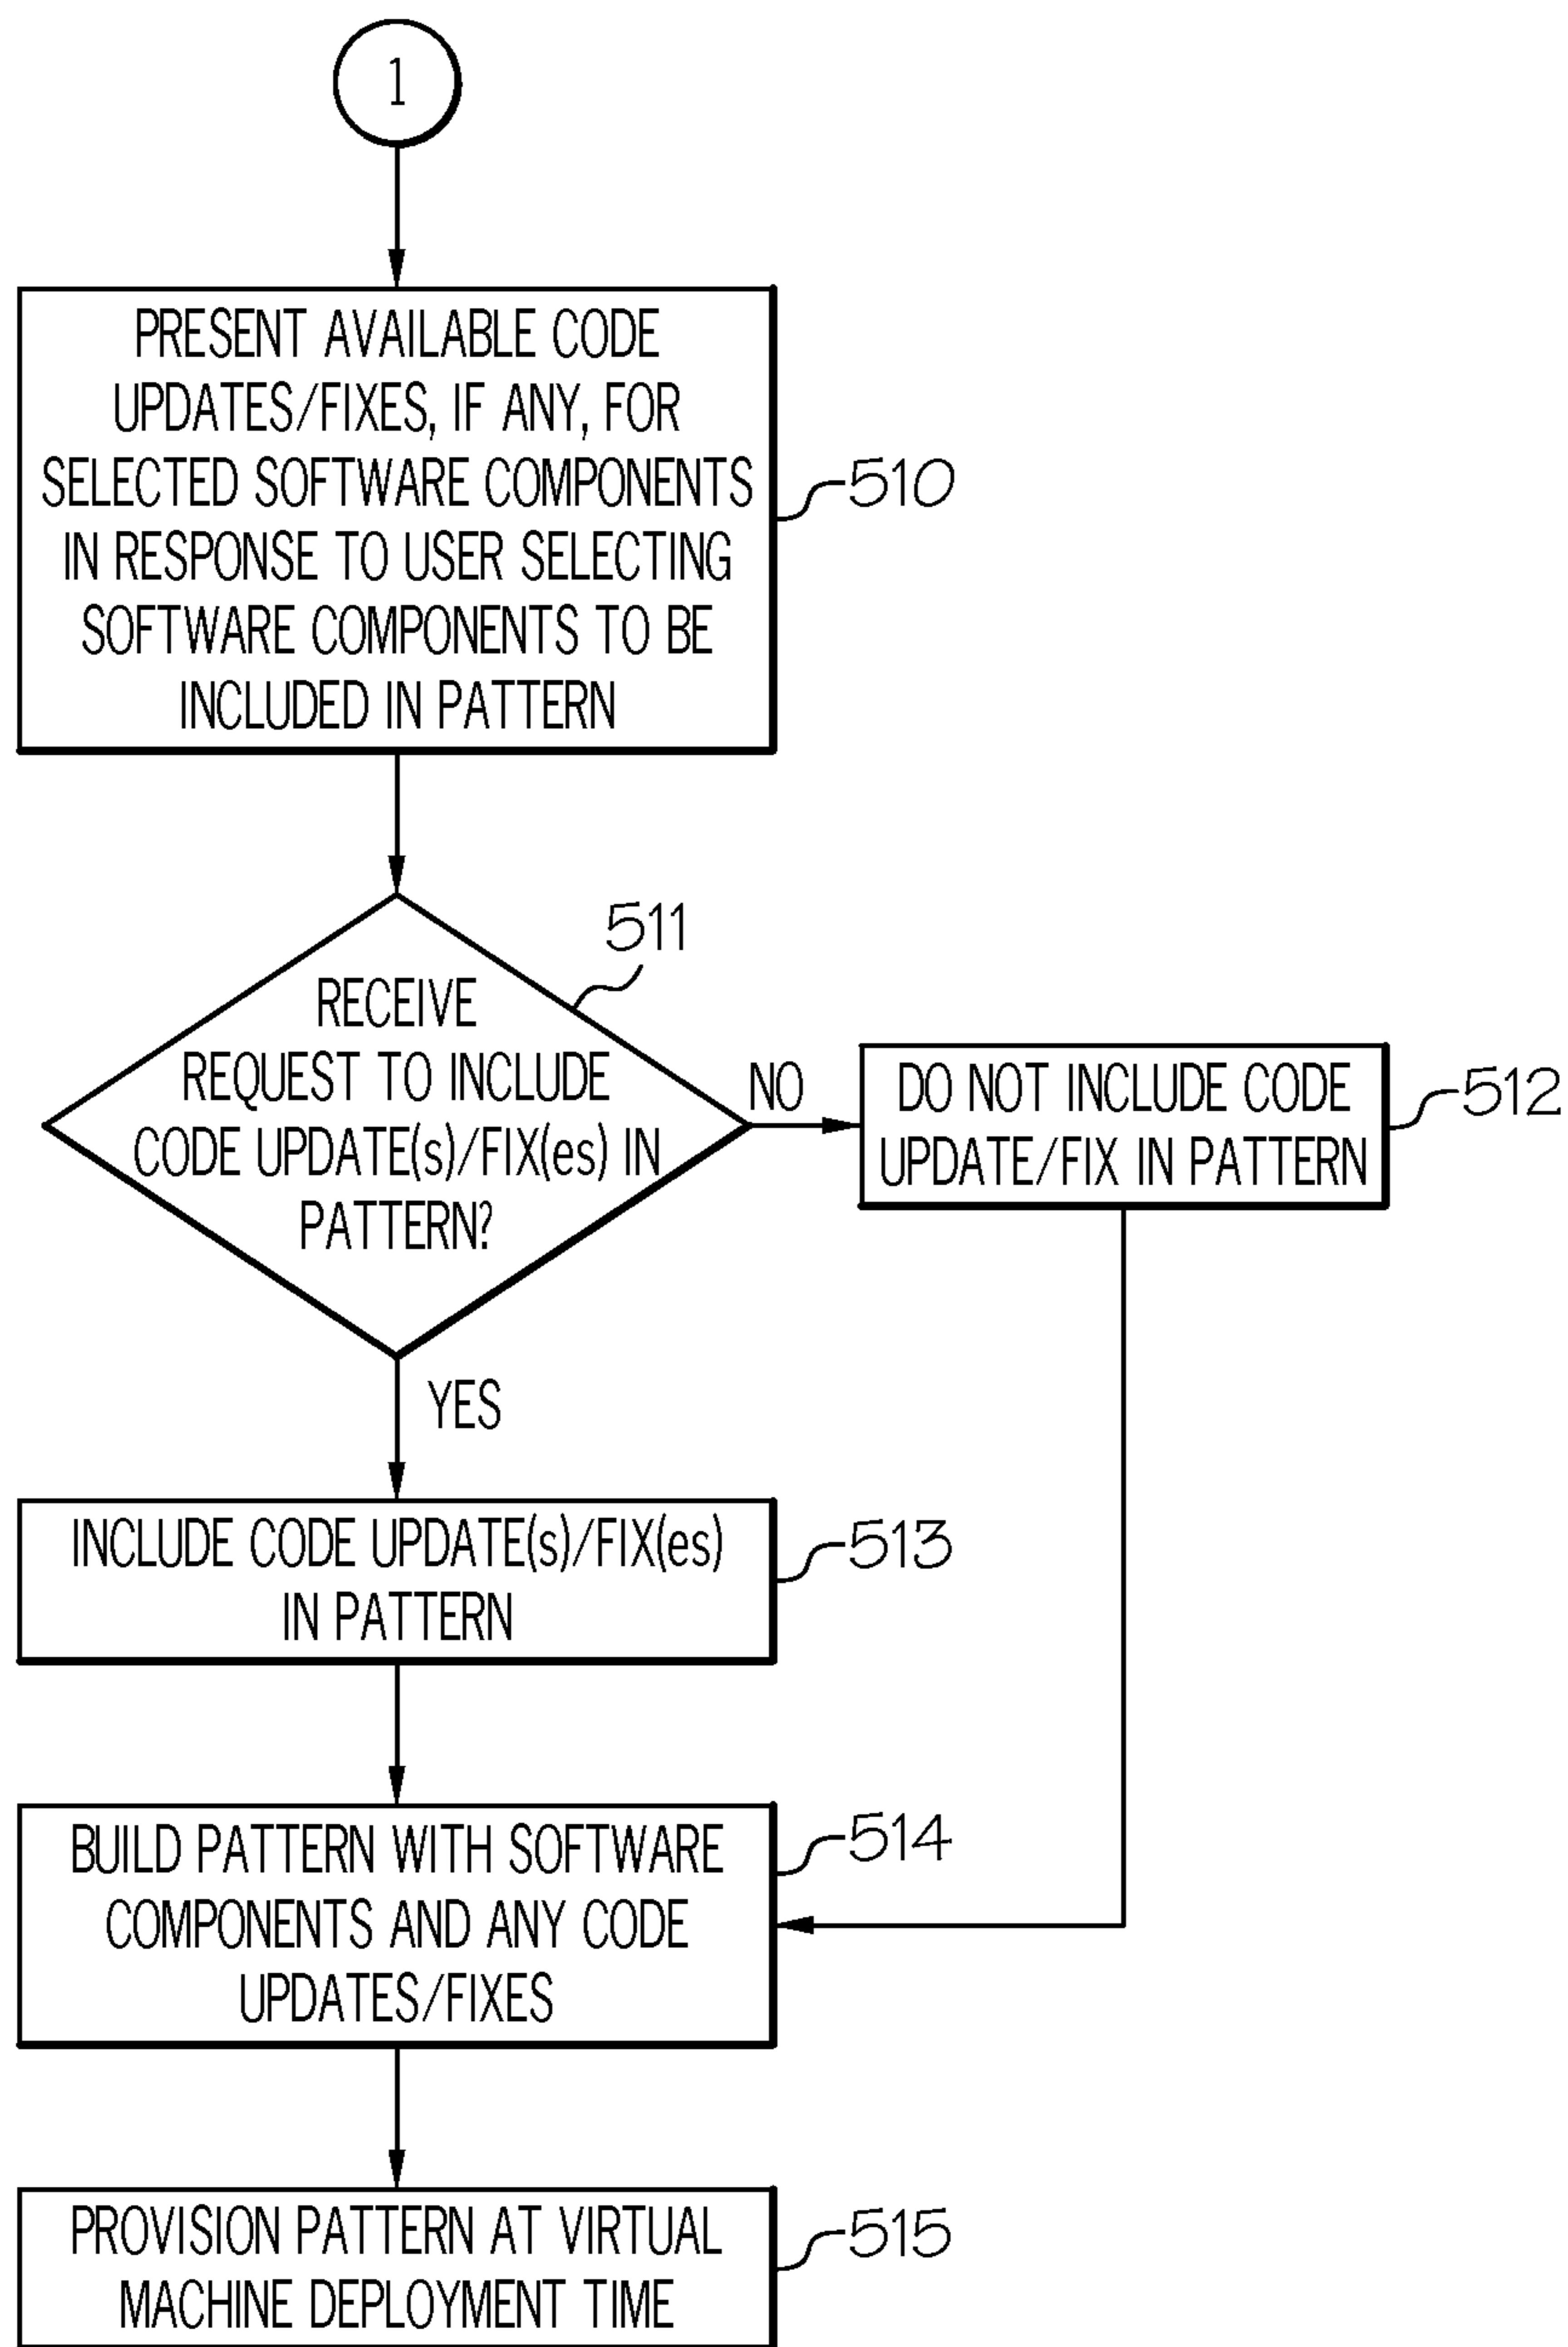 1
PRESENT AVAILABLE CODE
UPDATES/FIXES, IF ANY, FOR
SELECTED SOFTWARE COMPONENTS
IN RESPONSE TO USER SELECTING
SOFTWARE COMPONENTS TO BE
INCLUDED IN PATTERN
510
511
RECEIVE
REQUEST TO INCLUDE
CODE UPDATE(s)/FIX(es) IN
PATTERN?
NO
DO NOT INCLUDE CODE
UPDATE/FIX IN PATTERN
512
YES
INCLUDE CODE UPDATE(s)/FIX(es)
IN PATTERN
513
BUILD PATTERN WITH SOFTWARE
COMPONENTS AND ANY CODE
UPDATES/FIXES
514
PROVISION PATTERN AT VIRTUAL
MACHINE DEPLOYMENT TIME
515